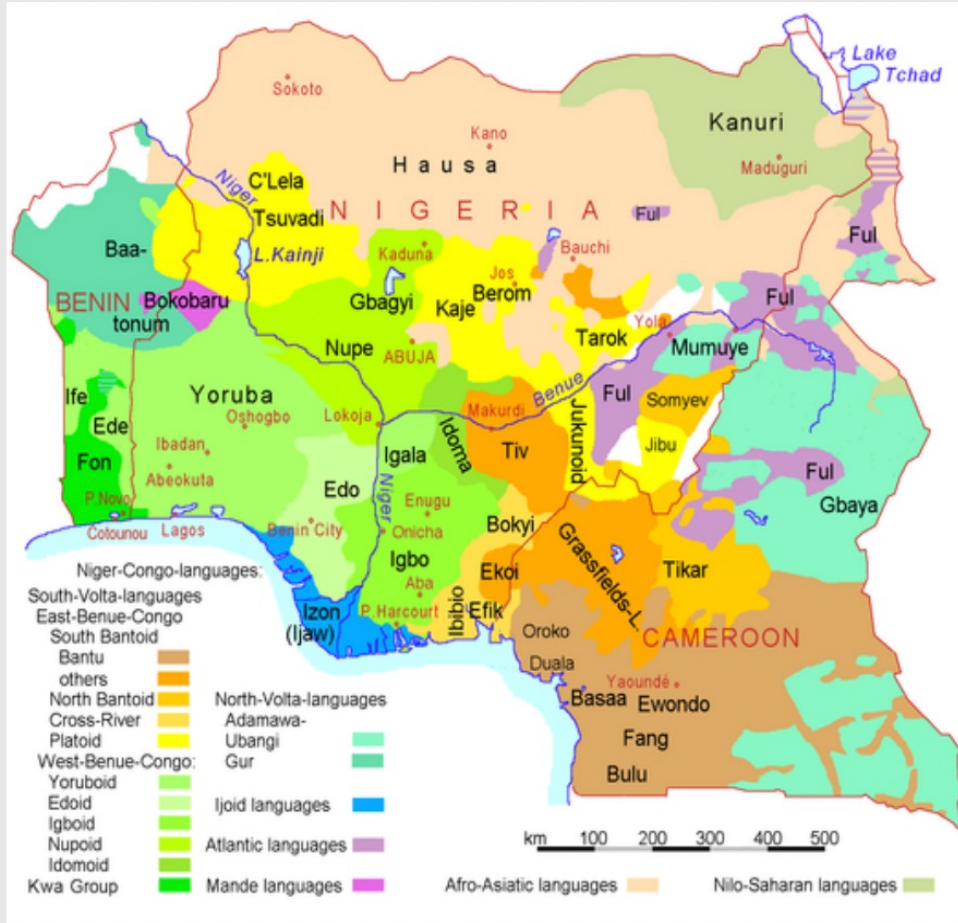 Lake
Tchad
Sokoto
Kanuri
Kano
Hausa
Maduguri
C'Lela
Niger
Tsuvadi
NIGERIA
Ful
Ful
Baa-
L.Kainji
Kaduna
Bauchi
Jos
Berom
Ful
BENIN
Bokobaru
Gbagyi
Kaje
tonum
Yola
Tarok
Mumuye
Nupe
ABUJA
Benue
Ife
Yoruba
Ful
Somyev
Ede
Oshogbo
Lokoja
Makurdi
Jukunoid
Idoma
Jibu
Ibadan
Igala
Tiv
Fon
Abeokuta
Ful
Edo
Niger
Enugu
Gbaya
P.Novo
Cotounou
Lagos
Benin City
Onicha
Bokyi
Grassfields-L.
Igbo
Ekoi
Tikar
Aba
Izon
(Ijaw)
P.Harcourt
Ibibio
Efik
Oroko
CAMEROON
Duala
Yaoundé
Basaa
Ewondo
Fang
Bulu
Niger-Congo-languages:
South-Volta-languages
East-Benue-Congo
South Bantoid
Bantu
others
North Bantoid
Cross-River
Platoid
West-Benue-Congo:
Yoruboid
Edoid
Igboid
Nupoid
Idomoid
Kwa Group
North-Volta-languages
Adamawa-
Ubangi
Gur
Ijoid languages
Atlantic languages
Mande languages
km 100 200 300 400 500
Afro-Asiatic languages
Nilo-Saharan languages